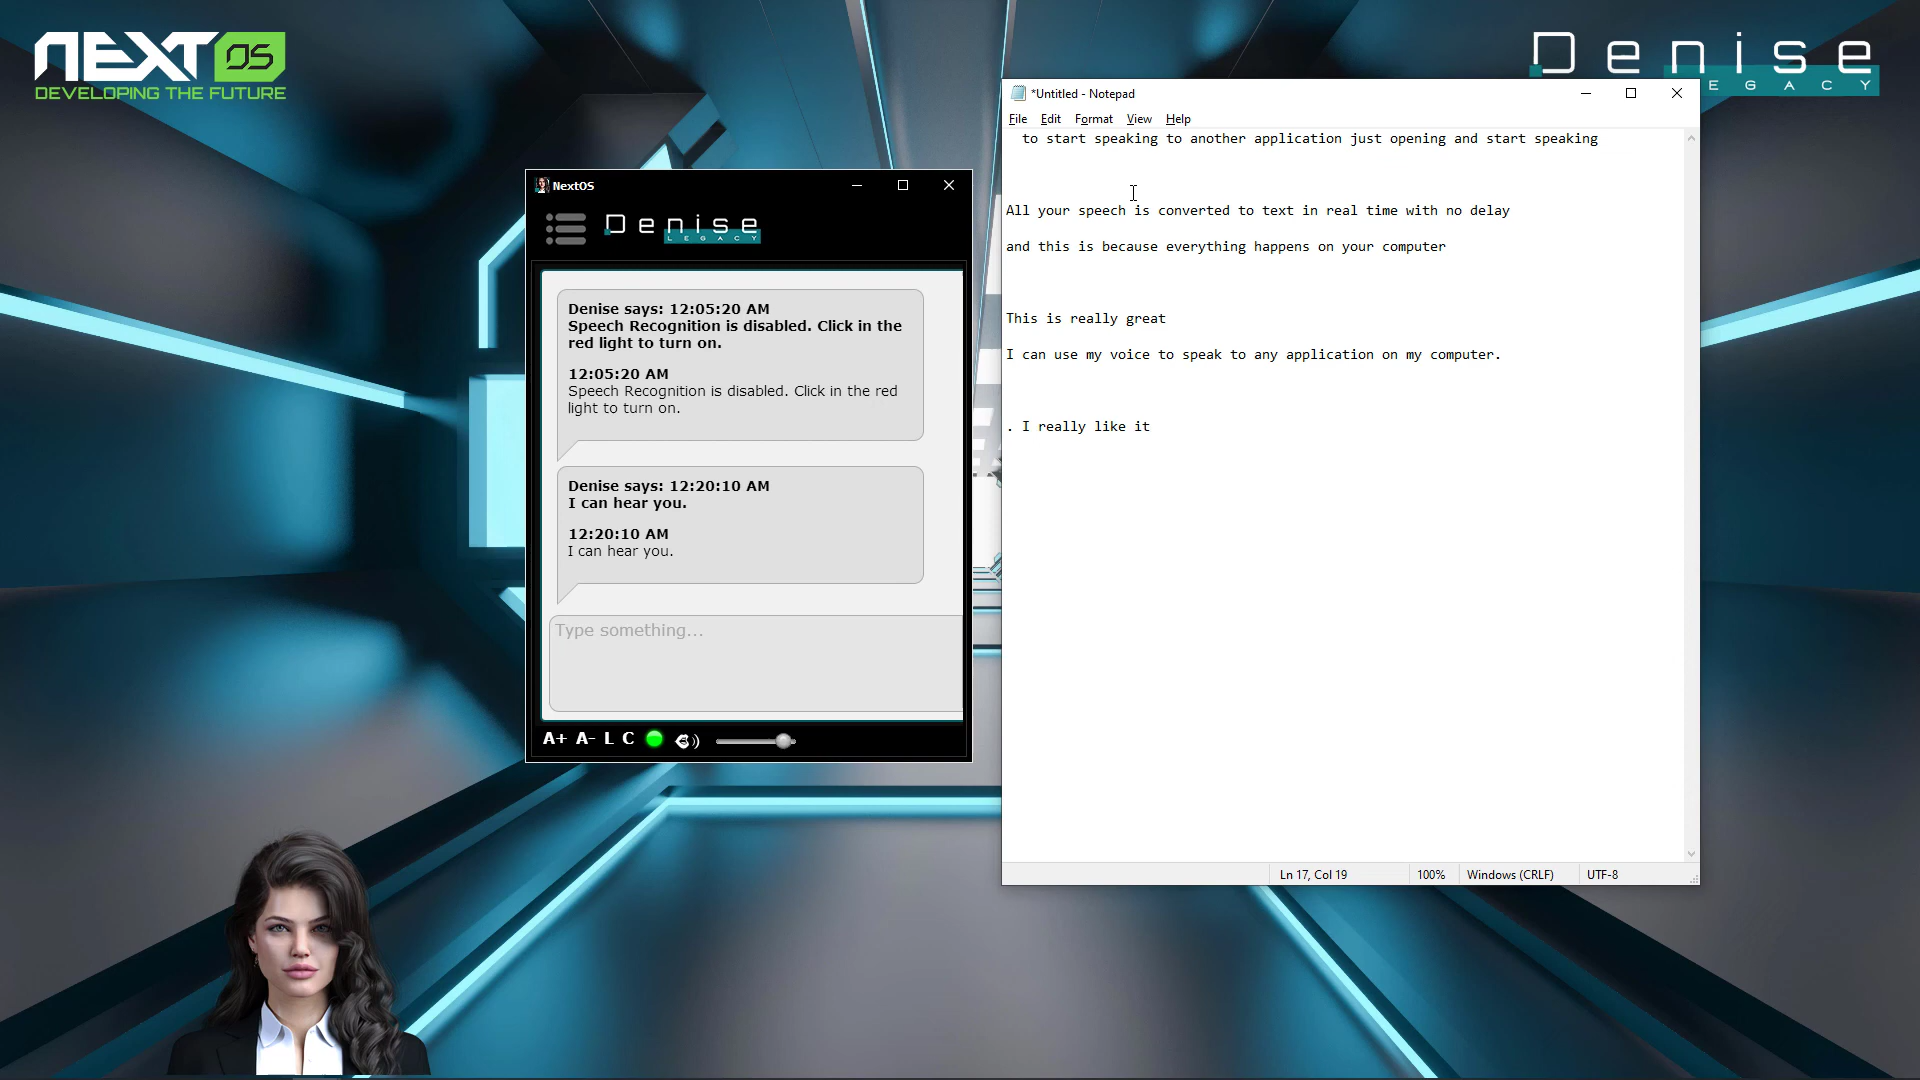 NEXT OS
DEVELOPING THE FUTURE
Denise
EGACY
*Untitled - Notepad
File Edit Format View Help
to start speaking to another application just opening and start speaking
All your speech is converted to text in real time with no delay
and this is because everything happens on your computer
This is really great
I can use my voice to speak to any application on my computer.
. I really like it
Ln 17, Col 19 100% Windows (CRLF) UTF-8
NextOS
Denise
LEGACY
Denise says: 12:05:20 AM
Speech Recognition is disabled. Click in the
red light to turn on.
12:05:20 AM
Speech Recognition is disabled. Click in the red
light to turn on.
Denise says: 12:20:10 AM
I can hear you.
12:20:10 AM
I can hear you.
Type something...
A+ A- L C